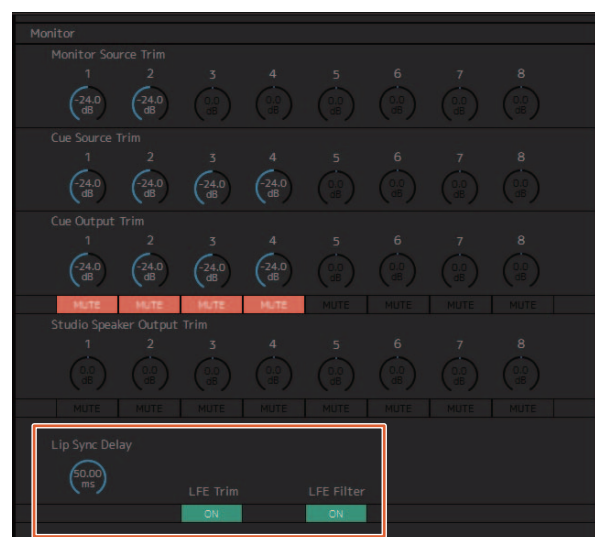 Monitor
Monitor Source Trim
1 2 3 4 5 6 7 8
-24.0 dB -24.0 dB 0.0 dB 0.0 dB 0.0 dB 0.0 dB 0.0 dB 0.0 dB
Cue Source Trim
1 2 3 4 5 6 7 8
-24.0 dB -24.0 dB -24.0 dB -24.0 dB 0.0 dB 0.0 dB 0.0 dB 0.0 dB
Cue Output Trim
1 2 3 4 5 6 7 8
-24.0 dB -24.0 dB -24.0 dB -24.0 dB 0.0 dB 0.0 dB 0.0 dB 0.0 dB
MUTE MUTE MUTE MUTE MUTE MUTE MUTE MUTE
Studio Speaker Output Trim
1 2 3 4 5 6 7 8
0.0 dB 0.0 dB 0.0 dB 0.0 dB 0.0 dB 0.0 dB 0.0 dB 0.0 dB
MUTE MUTE MUTE MUTE MUTE MUTE MUTE MUTE
Lip Sync Delay
50.00 ms
LFE Trim LFE Filter
ON ON